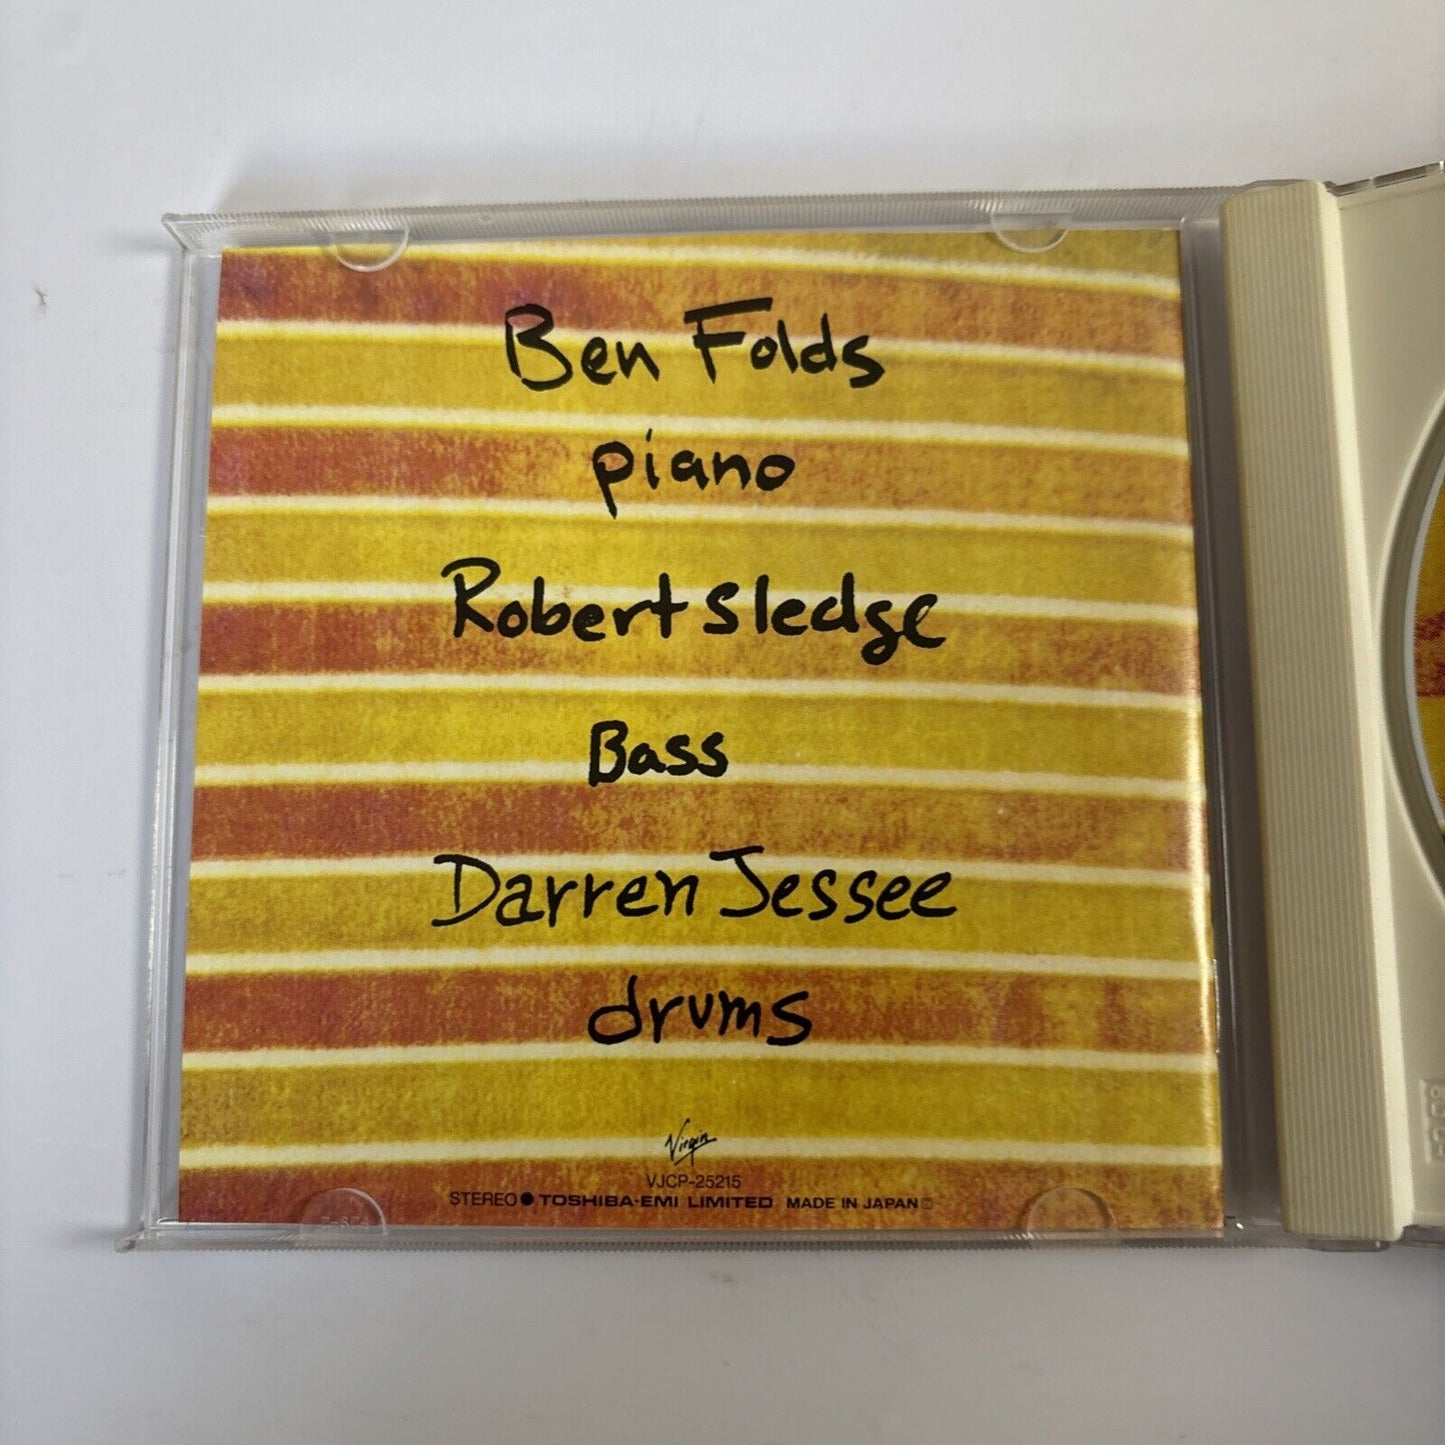 Ben Folds
piano
Robert Sledge
Bass
Darren Jessee
drums
Virgin
VJCP-25215
STEREO● TOSHIBA-EMI LIMITED MADE IN JAPAN